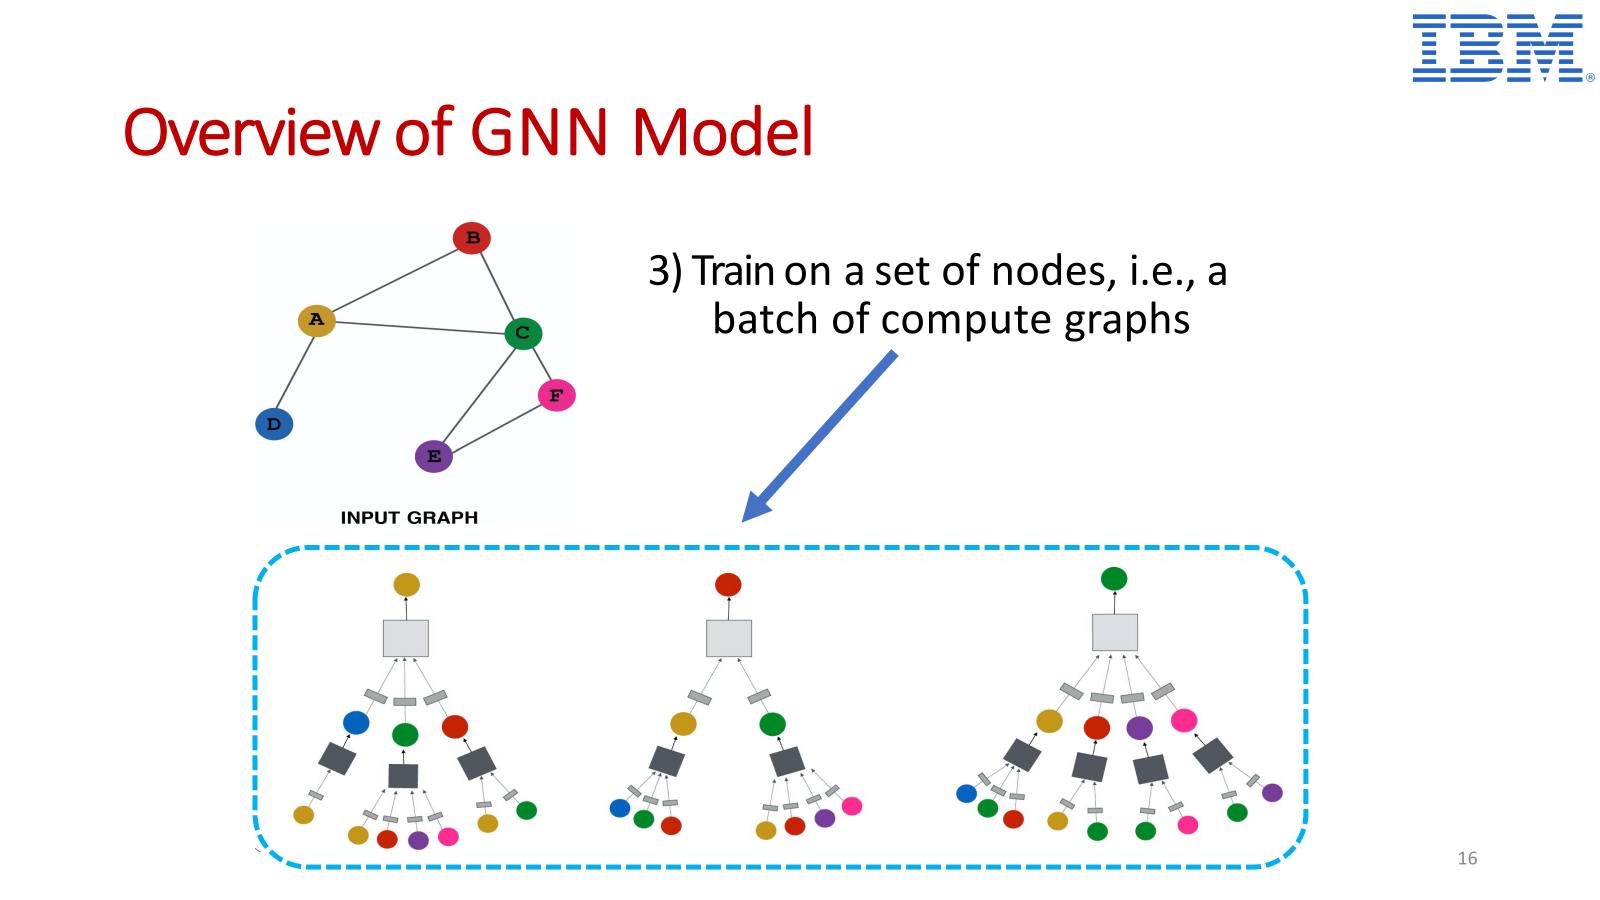 IBM®
Overview of GNN Model
B
3) Train on a set of nodes, i.e., a
batch of compute graphs
A
C
F
D
E
INPUT GRAPH
16